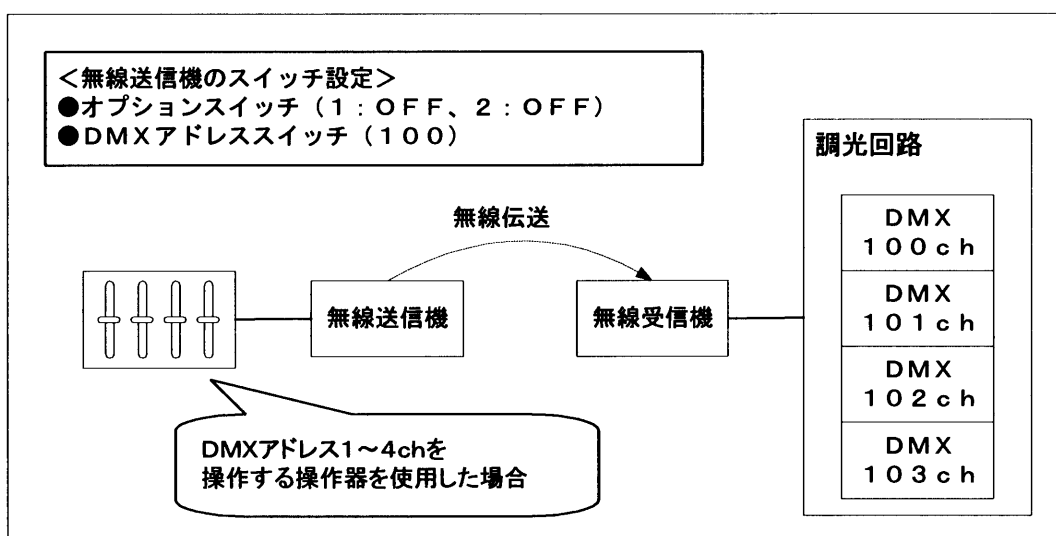 ＜無線送信機のスイッチ設定＞
●オプションスイッチ（１：ＯＦＦ、２：ＯＦＦ）
●ＤＭＸアドレススイッチ（１００）
調光回路
無線伝送
無線送信機
無線受信機
ＤＭＸ
１００ｃｈ
ＤＭＸ
１０１ｃｈ
ＤＭＸ
１０２ｃｈ
ＤＭＸ
１０３ｃｈ
DMXアドレス1～4chを
操作する操作器を使用した場合